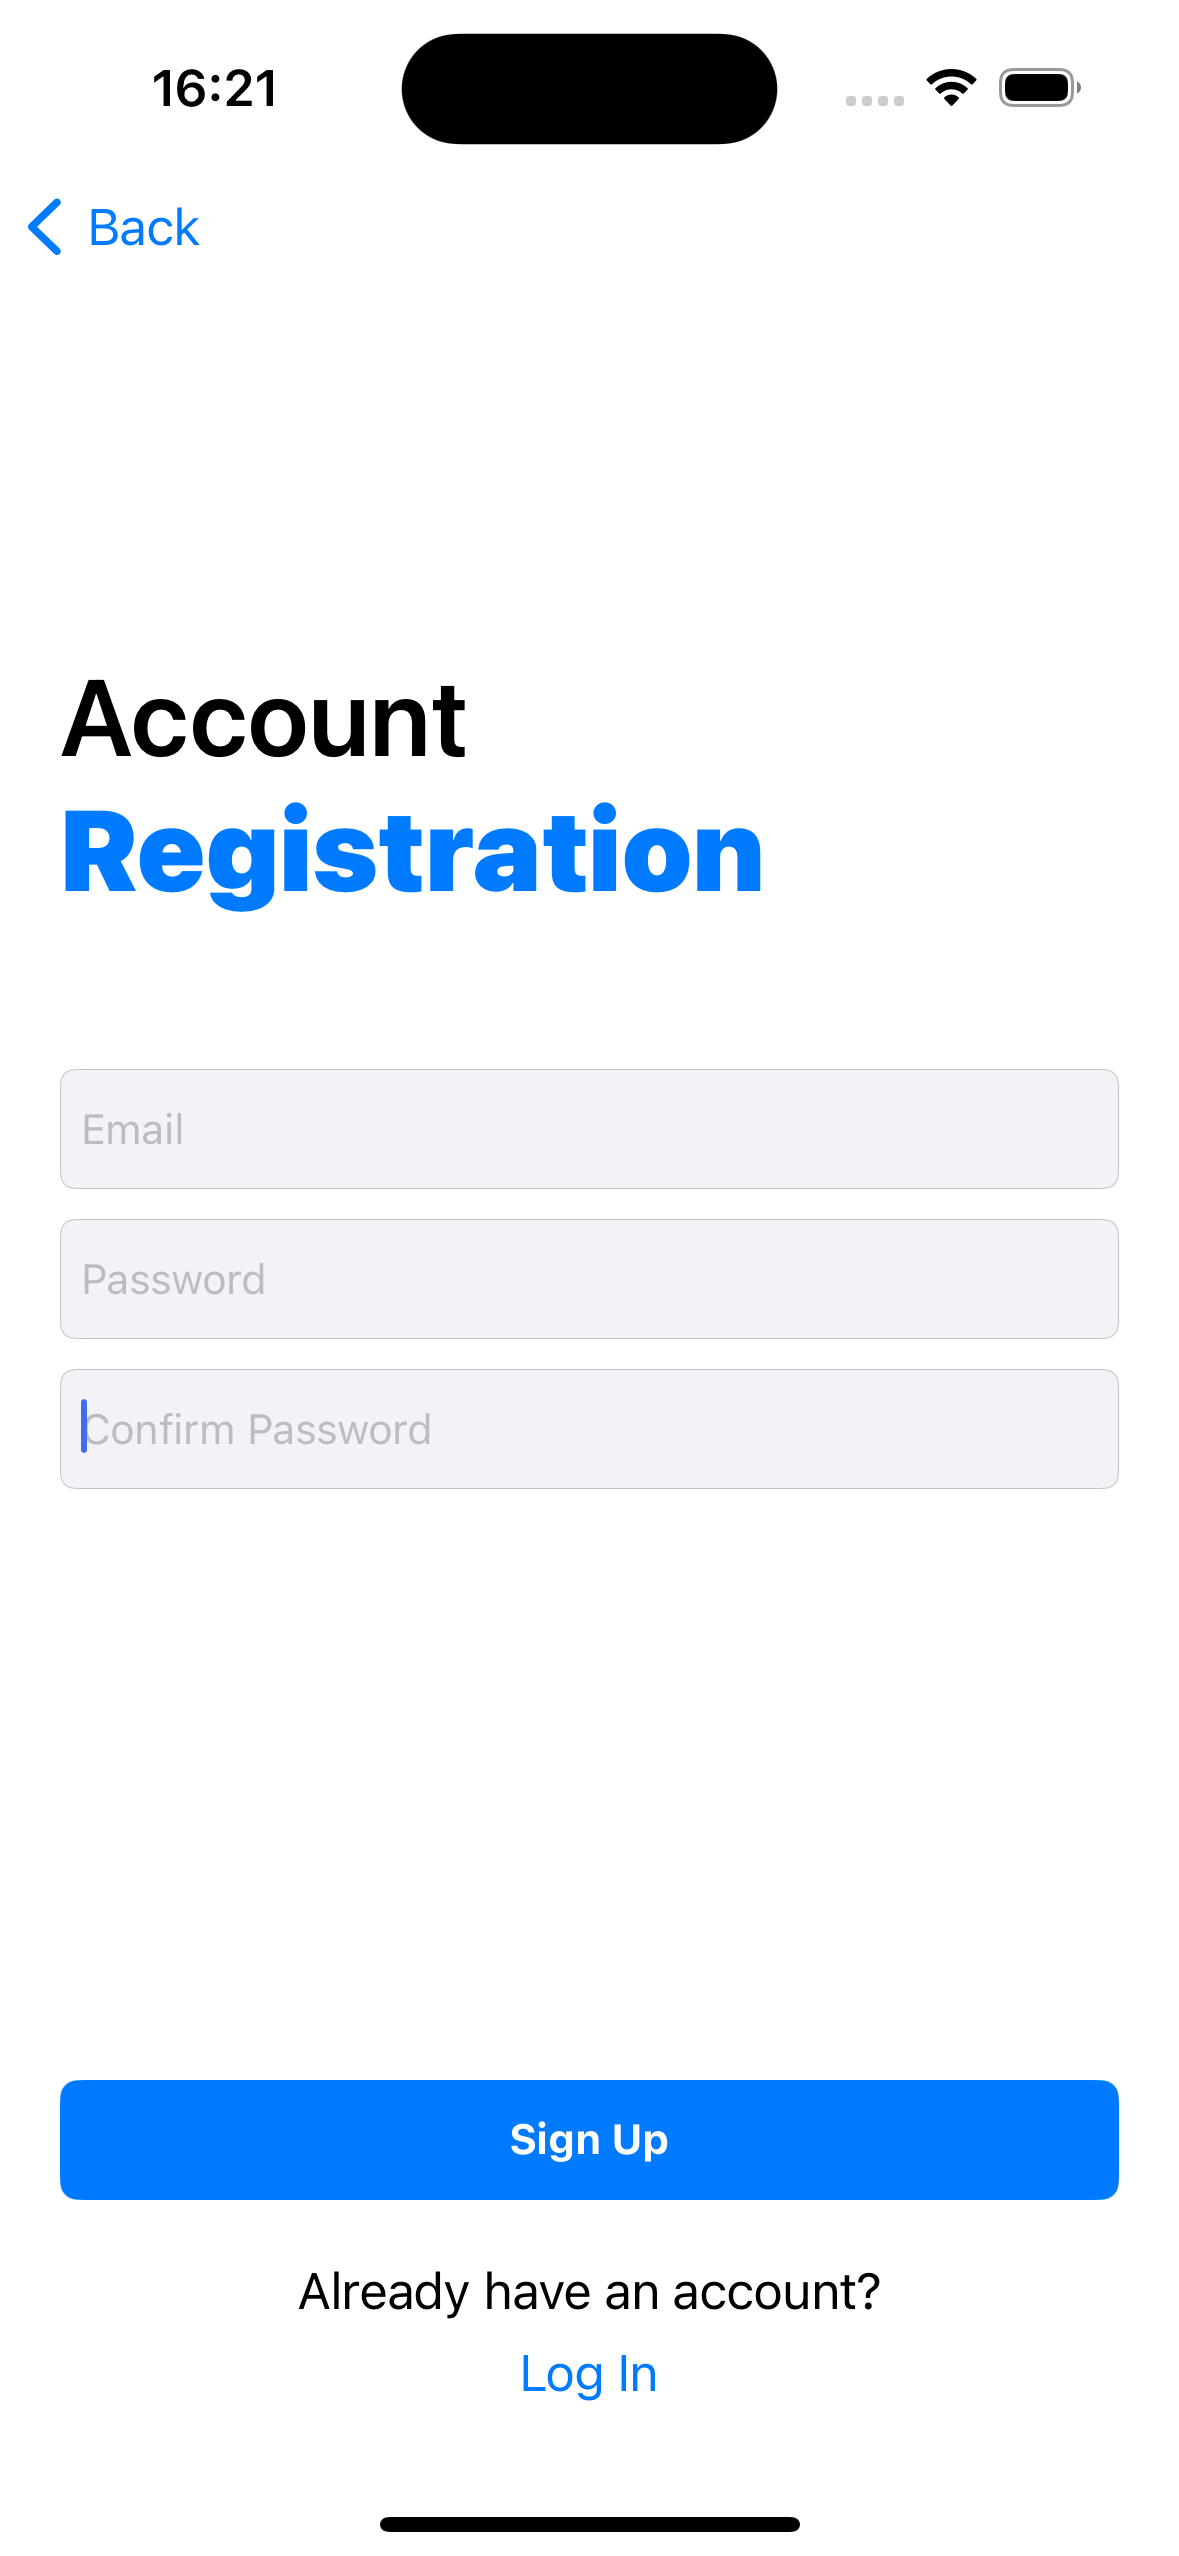 16:21
Back
Account
Registration
Email
Password
Confirm Password
Sign Up
Already have an account?
Log In